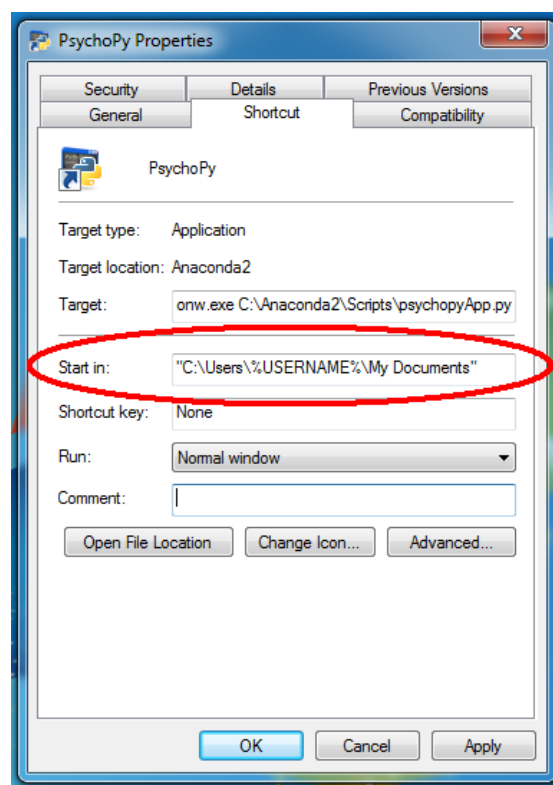 PsychoPy Properties
Security Details Previous Versions
General Shortcut Compatibility
PsychoPy
Target type: Application
Target location: Anaconda2
Target: onw.exe C:\Anaconda2\Scripts\psychopyApp.py
Start in: "C:\Users\%USERNAME%\My Documents"
Shortcut key: None
Run: Normal window
Comment:
Open File Location Change Icon... Advanced...
OK Cancel Apply